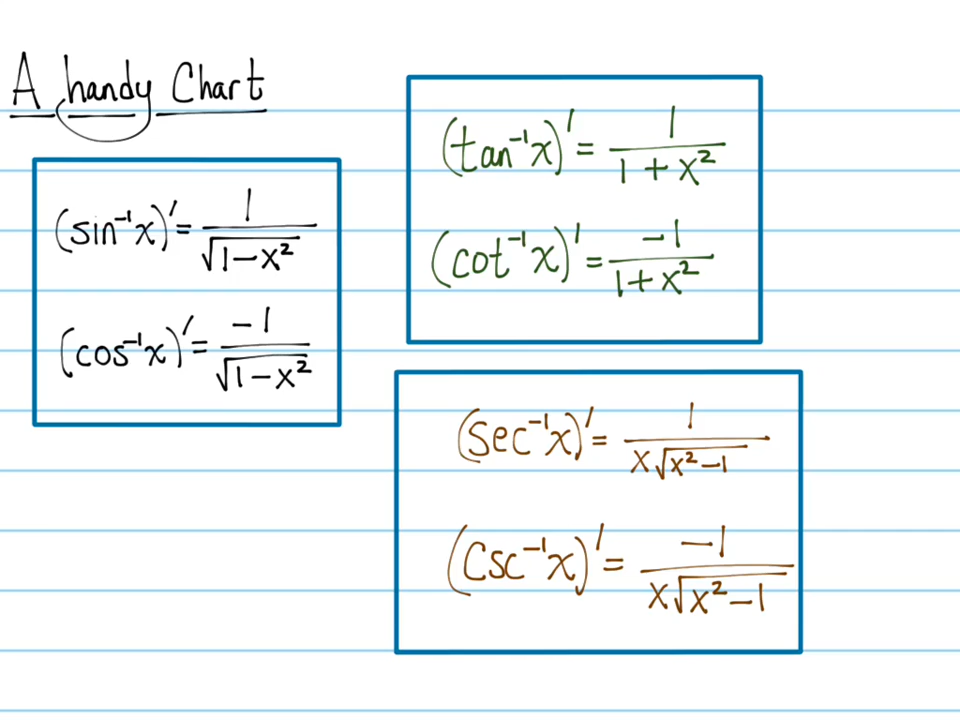 A handy Chart
(sin⁻¹x)′ = 1/√(1−x²)
(cos⁻¹x)′ = −1/√(1−x²)
(tan⁻¹x)′ = 1/(1+x²)
(cot⁻¹x)′ = −1/(1+x²)
(sec⁻¹x)′ = 1/(x√(x²−1))
(csc⁻¹x)′ = −1/(x√(x²−1))